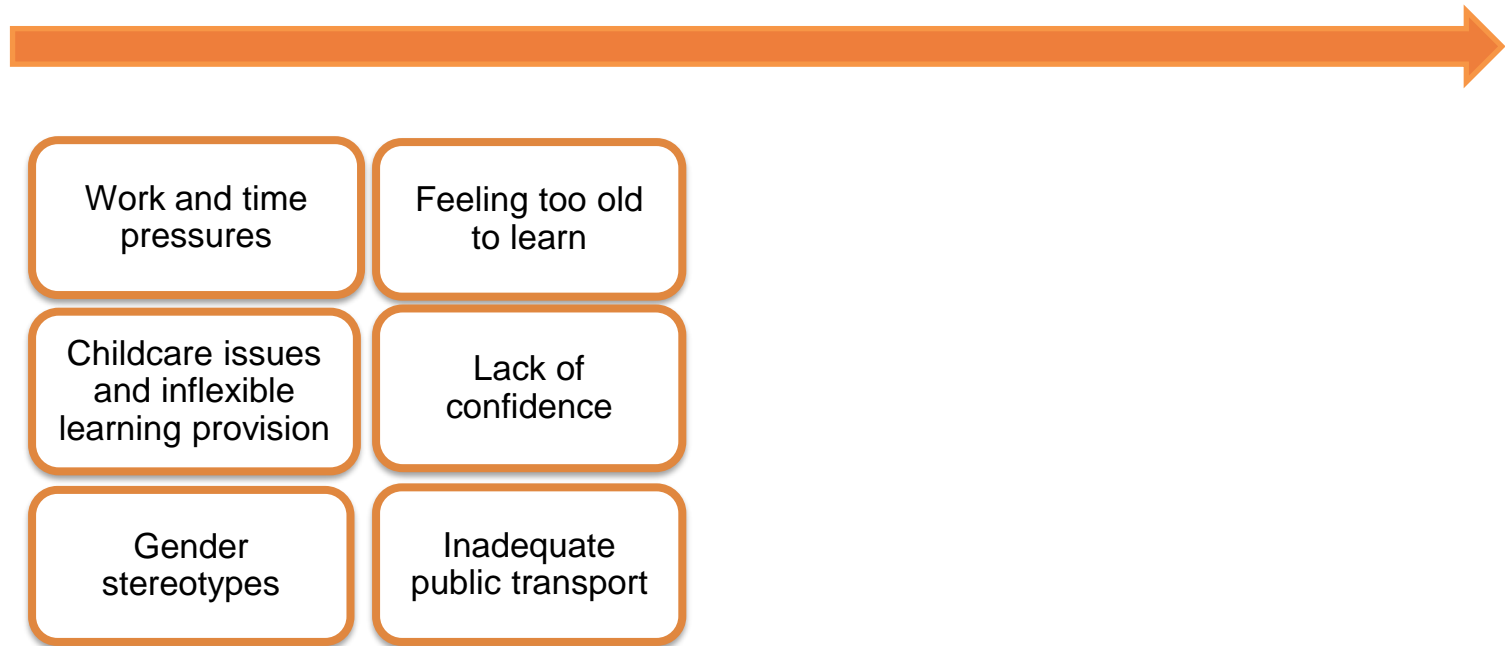 Work and time
pressures
Feeling too old
to learn
Childcare issues
and inflexible
learning provision
Lack of
confidence
Gender
stereotypes
Inadequate
public transport